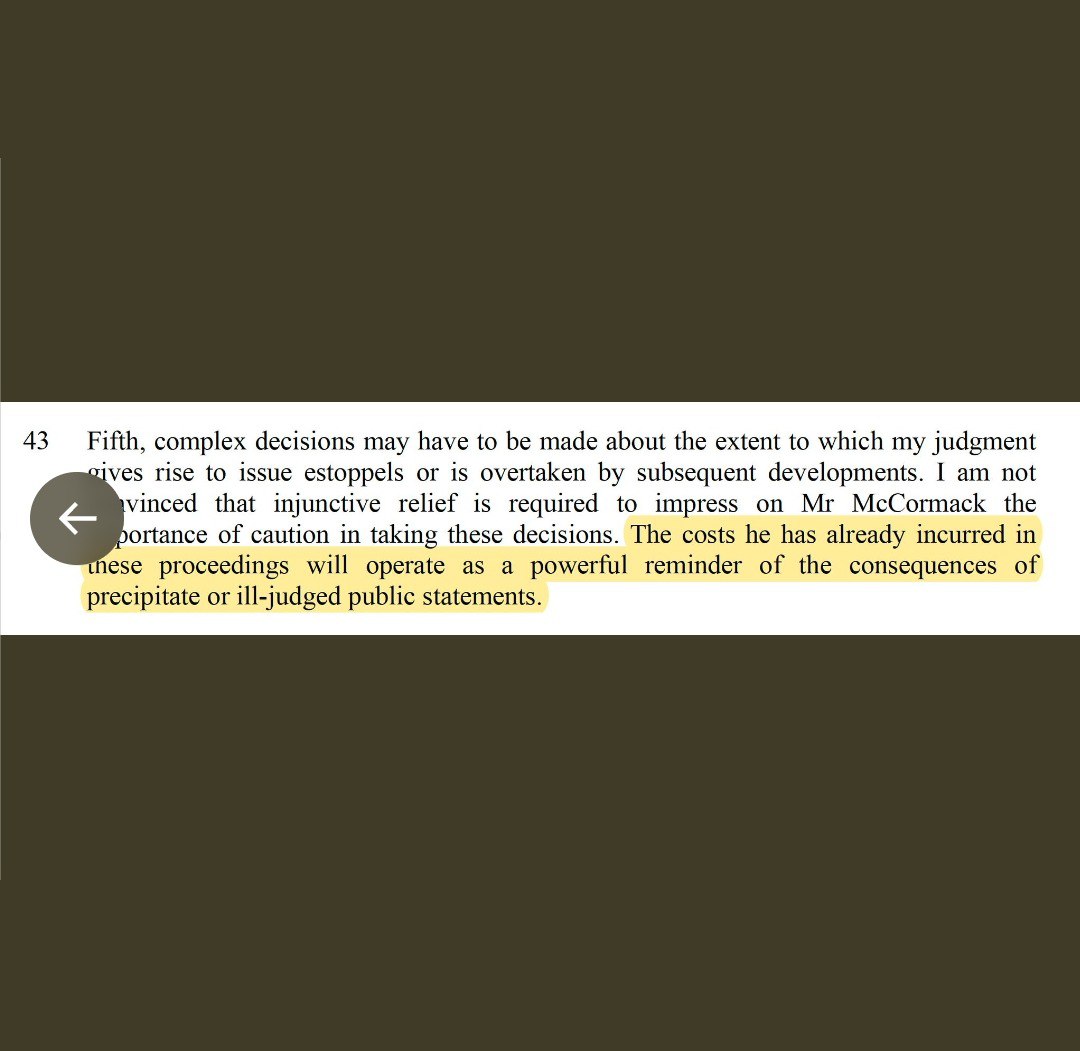 43 Fifth, complex decisions may have to be made about the extent to which my judgment
gives rise to issue estoppels or is overtaken by subsequent developments. I am not
vinced that injunctive relief is required to impress on Mr McCormack the
portance of caution in taking these decisions. The costs he has already incurred in
these proceedings will operate as a powerful reminder of the consequences of
precipitate or ill-judged public statements.